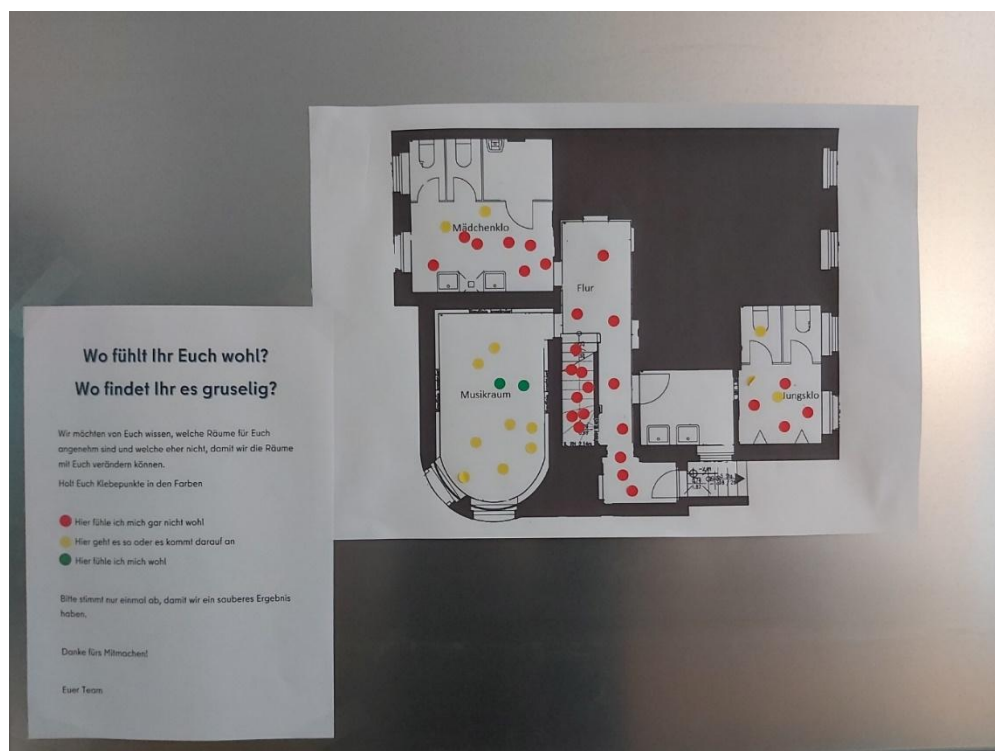 Wo fühlt Ihr Euch wohl?
Wo findet Ihr es gruselig?
Wir möchten von Euch wissen, welche Räume für Euch
angenehm sind und welche eher nicht, damit wir die Räume
mit Euch verändern können.
Holt Euch Klebepunkte in den Farben
Hier fühle ich mich gar nicht wohl
Hier geht es so oder es kommt darauf an
Hier fühle ich mich wohl
Bitte stimmt nur einmal ab, damit wir ein sauberes Ergebnis
haben.
Danke fürs Mitmachen!
Euer Team
Mädchenklo
Flur
Musikraum
Jungsklo